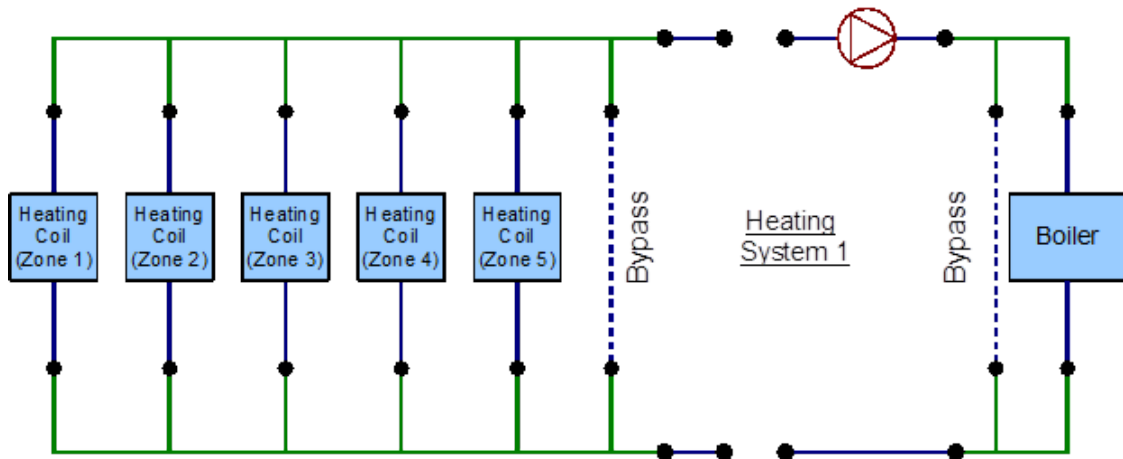 Heating
Coil
(Zone 1)
Heating
Coil
(Zone 2)
Heating
Coil
(Zone 3)
Heating
Coil
(Zone 4)
Heating
Coil
(Zone 5)
Bypass
Heating
System 1
Bypass
Boiler